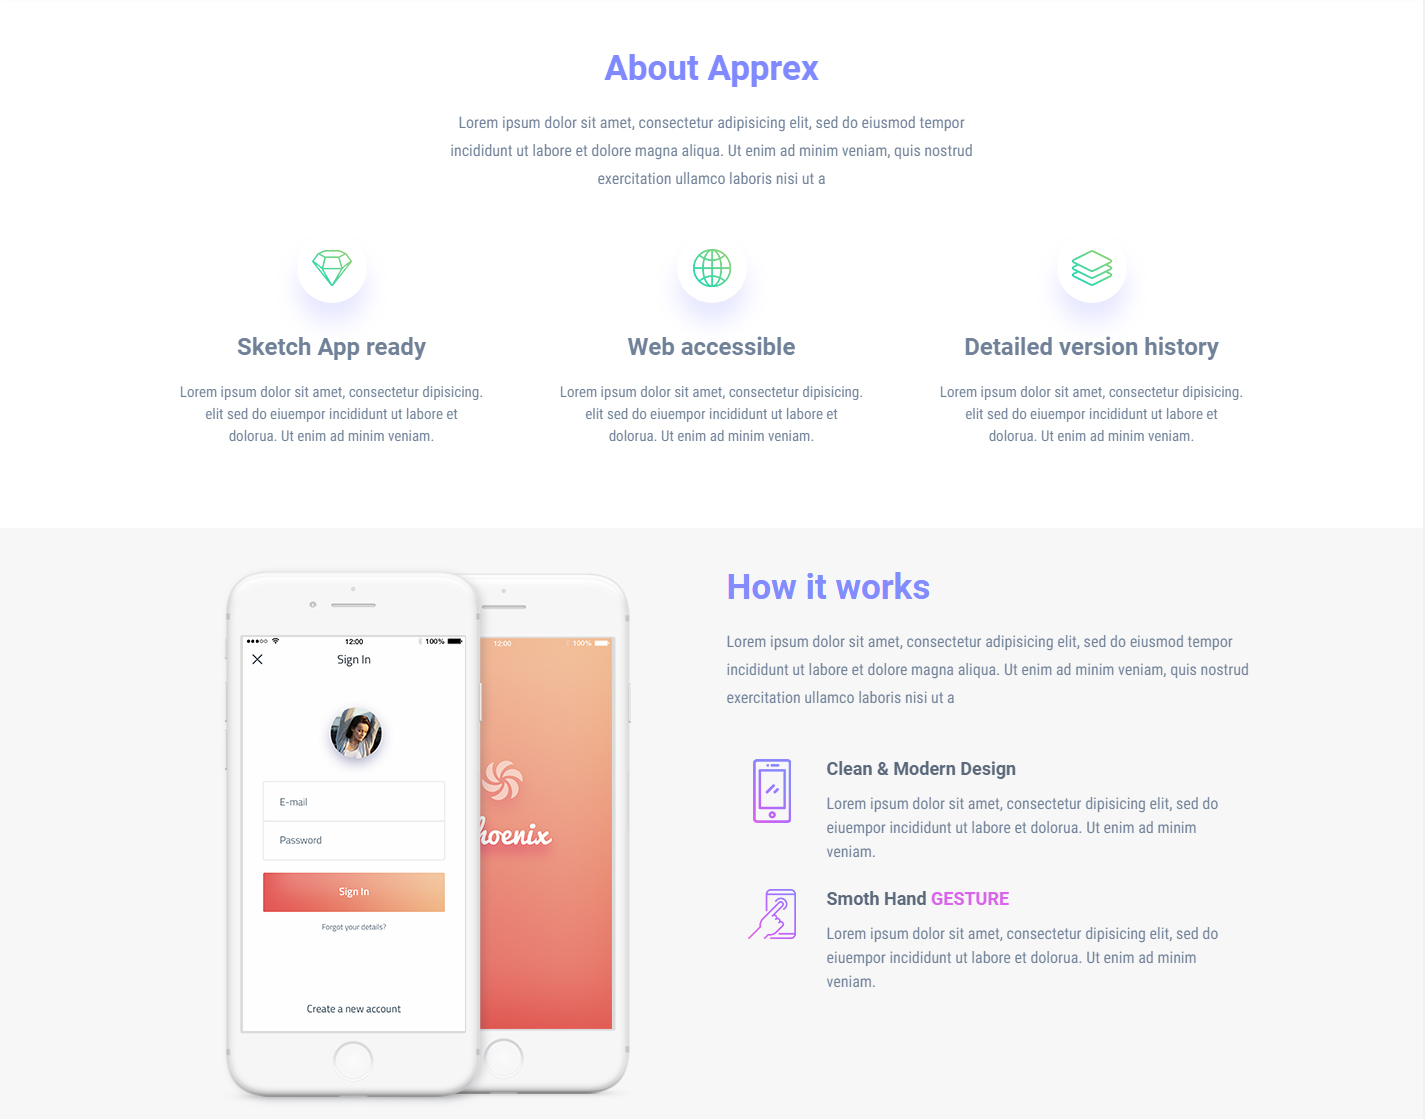 About Apprex
Lorem ipsum dolor sit amet, consectetur adipisicing elit, sed do eiusmod tempor
incididunt ut labore et dolore magna aliqua. Ut enim ad minim veniam, quis nostrud
exercitation ullamco laboris nisi ut a
Sketch App ready
Lorem ipsum dolor sit amet, consectetur dipisicing.
elit sed do eiuempor incididunt ut labore et
dolorua. Ut enim ad minim veniam.
Web accessible
Lorem ipsum dolor sit amet, consectetur dipisicing.
elit sed do eiuempor incididunt ut labore et
dolorua. Ut enim ad minim veniam.
Detailed version history
Lorem ipsum dolor sit amet, consectetur dipisicing.
elit sed do eiuempor incididunt ut labore et
dolorua. Ut enim ad minim veniam.
12:00 100%
Sign In
E-mail
Password
Sign In
Forgot your details?
Create a new account
12:00 100%
hoenix
How it works
Lorem ipsum dolor sit amet, consectetur adipisicing elit, sed do eiusmod tempor
incididunt ut labore et dolore magna aliqua. Ut enim ad minim veniam, quis nostrud
exercitation ullamco laboris nisi ut a
Clean & Modern Design
Lorem ipsum dolor sit amet, consectetur dipisicing elit, sed do
eiuempor incididunt ut labore et dolorua. Ut enim ad minim
veniam.
Smoth Hand GESTURE
Lorem ipsum dolor sit amet, consectetur dipisicing elit, sed do
eiuempor incididunt ut labore et dolorua. Ut enim ad minim
veniam.